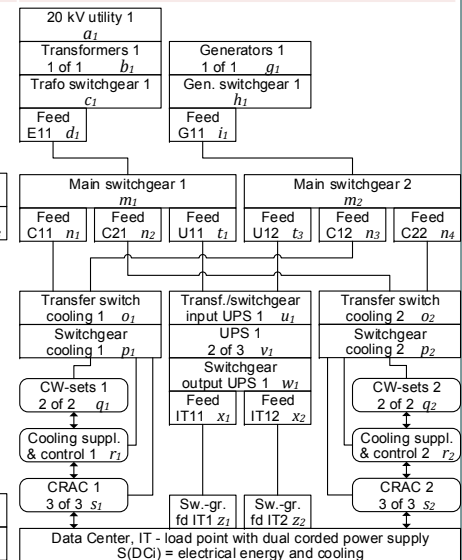 20 kV utility 1
a₁
Transformers 1
1 of 1 b₁
Trafo switchgear 1
c₁
Feed
E11 d₁
Generators 1
1 of 1 g₁
Gen. switchgear 1
h₁
Feed
G11 i₁
Main switchgear 1
m₁
Main switchgear 2
m₂
Feed
C11 n₁
Feed
C21 n₂
Feed
U11 t₁
Feed
U12 t₃
Feed
C12 n₃
Feed
C22 n₄
Transfer switch
cooling 1 o₁
Switchgear
cooling 1 p₁
Transf./switchgear
input UPS 1 u₁
UPS 1
2 of 3 v₁
Switchgear
output UPS 1 w₁
Feed
IT11 x₁
Feed
IT12 x₂
Transfer switch
cooling 2 o₂
Switchgear
cooling 2 p₂
CW-sets 1
2 of 2 q₁
Cooling suppl.
& control 1 r₁
CRAC 1
3 of 3 s₁
CW-sets 2
2 of 2 q₂
Cooling suppl.
& control 2 r₂
CRAC 2
3 of 3 s₂
Sw.-gr.
fd IT1 z₁
Sw.-gr.
fd IT2 z₂
Data Center, IT - load point with dual corded power supply
S(DCi) = electrical energy and cooling